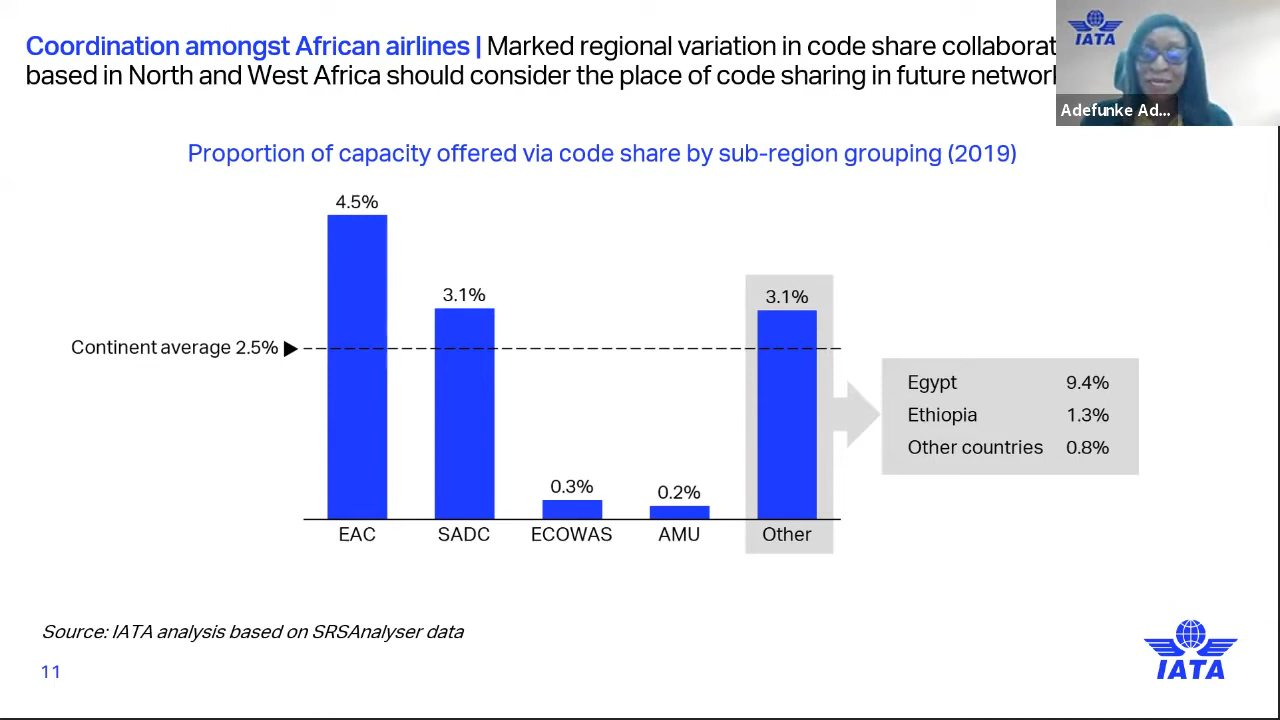 Coordination amongst African airlines | Marked regional variation in code share
based in North and West Africa should consider the place of code sharing in future
IATA
Adefunke Ad...
Proportion of capacity offered via code share by sub-region grouping (2019)
4.5%
3.1%
3.1%
Continent average 2.5%
Egypt 9.4%
Ethiopia 1.3%
Other countries 0.8%
0.3%
0.2%
EAC SADC ECOWAS AMU Other
Source: IATA analysis based on SRSAnalyser data
11
IATA